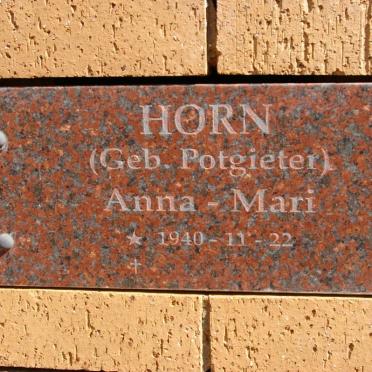 HORN
(Geb. Potgieter)
Anna - Mari
★ 1940 - 11 - 22
✝